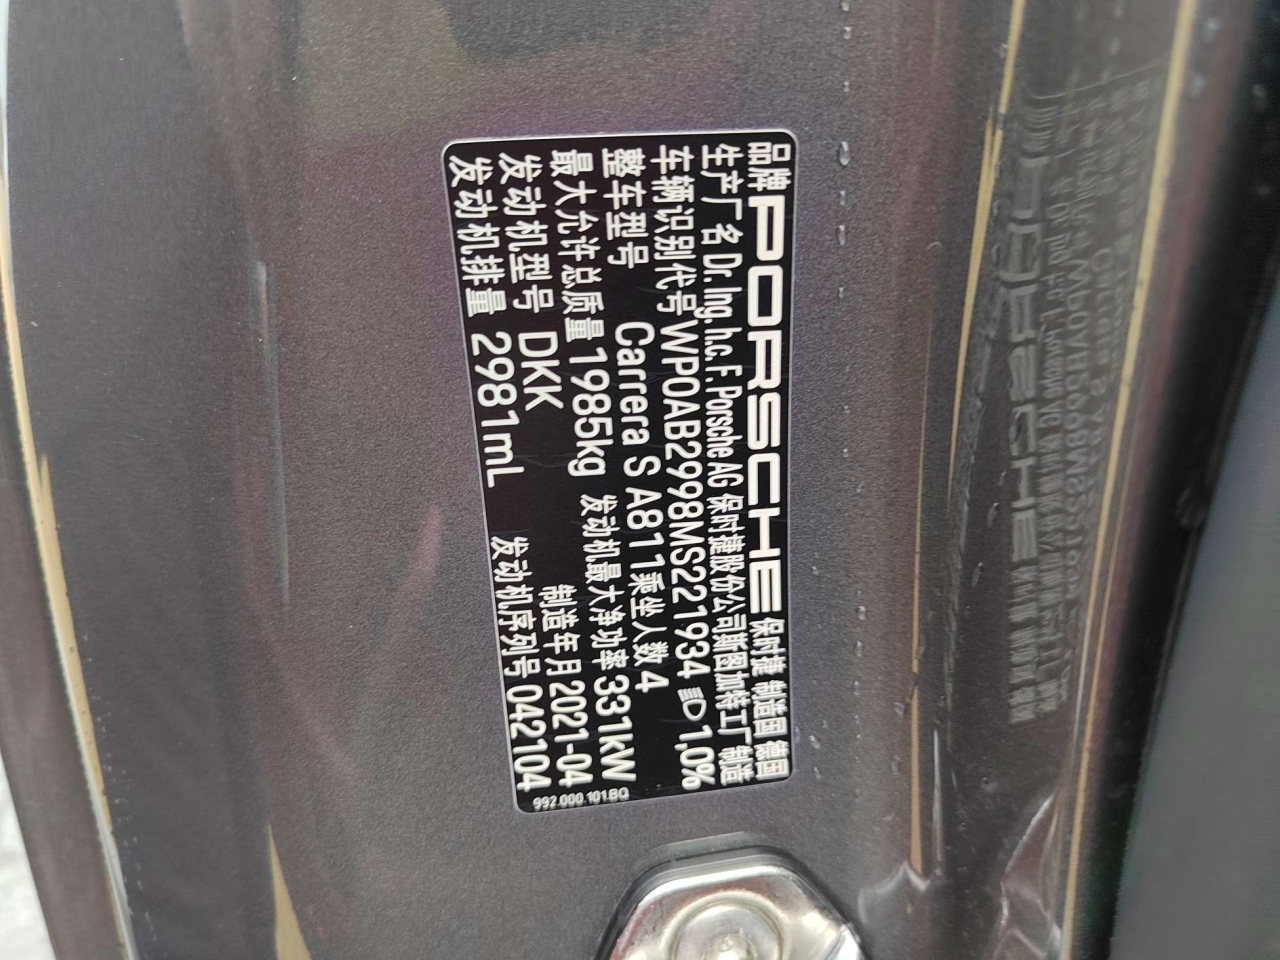 品牌 PORSCHE 保时捷 制造国 德国
生产厂名 Dr. Ing. h.c. F. Porsche AG 保时捷股份公司斯图加特工厂制造
车辆识别代号 WP0AB2998MS221934 1,0%
整车型号 Carrera S A811 乘坐人数 4
最大允许总质量 1985kg 发动机最大净功率 331kW
发动机型号 DKK 制造年月 2021-04
发动机排量 2981mL 发动机序列号 042104
992.000.101.BQ